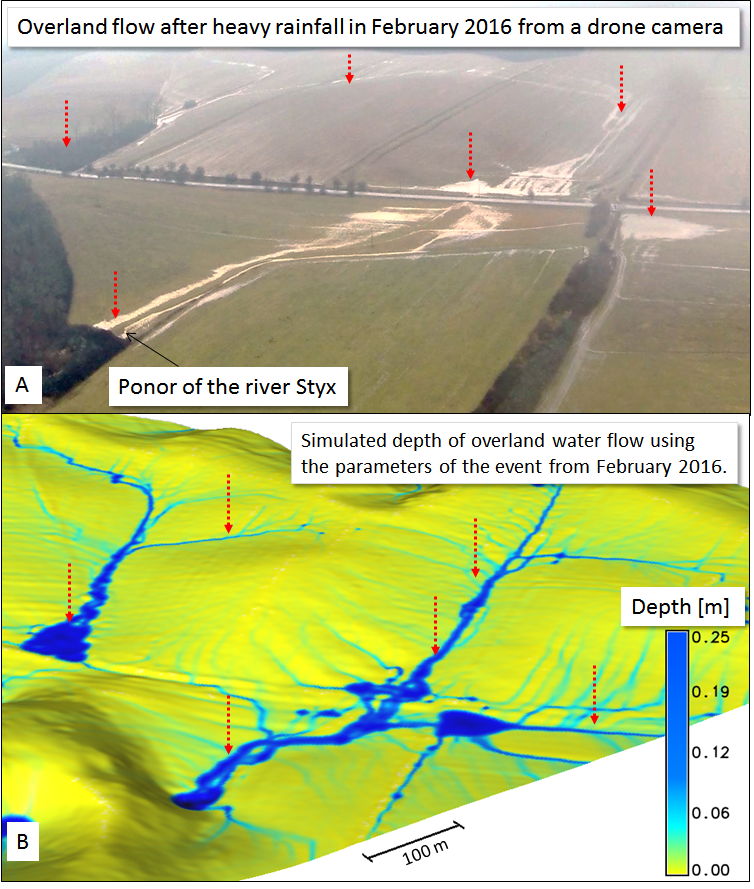 Overland flow after heavy rainfall in February 2016 from a drone camera
Ponor of the river Styx
A
Simulated depth of overland water flow using
the parameters of the event from February 2016.
Depth [m]
0.25
0.19
0.12
0.06
0.00
100 m
B